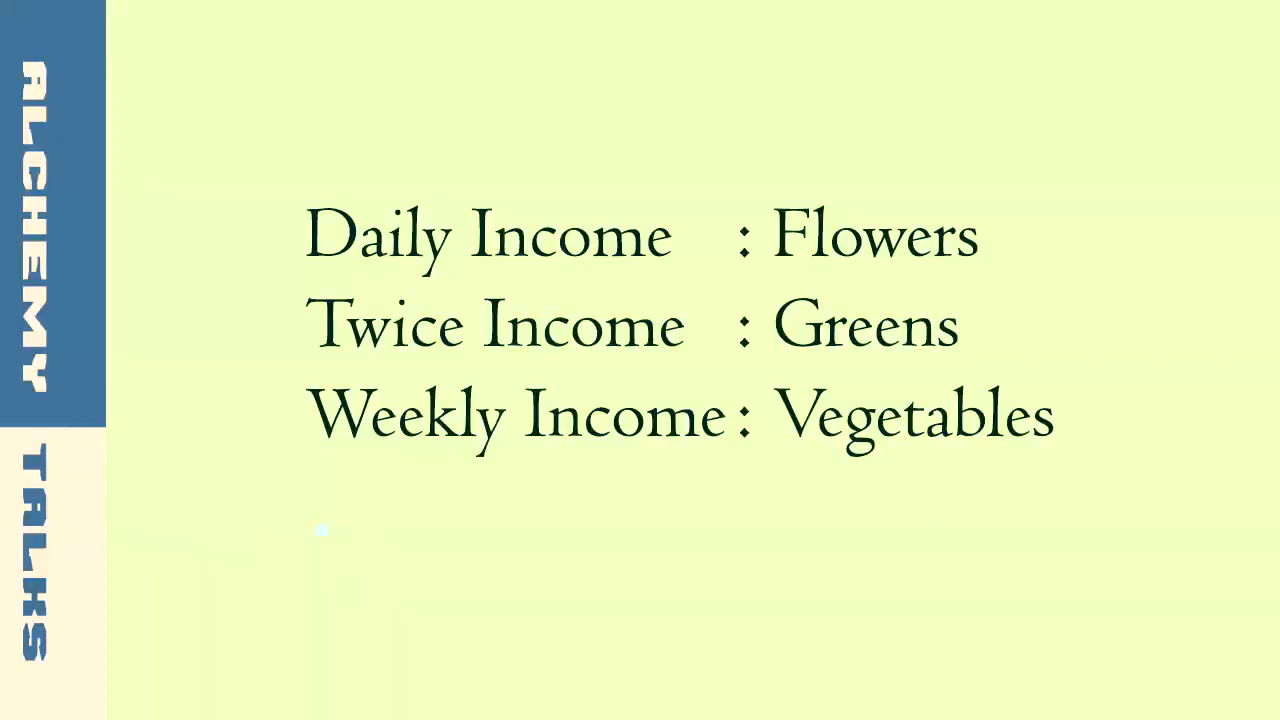 ALCHEMY TALKS
Daily Income : Flowers
Twice Income : Greens
Weekly Income : Vegetables